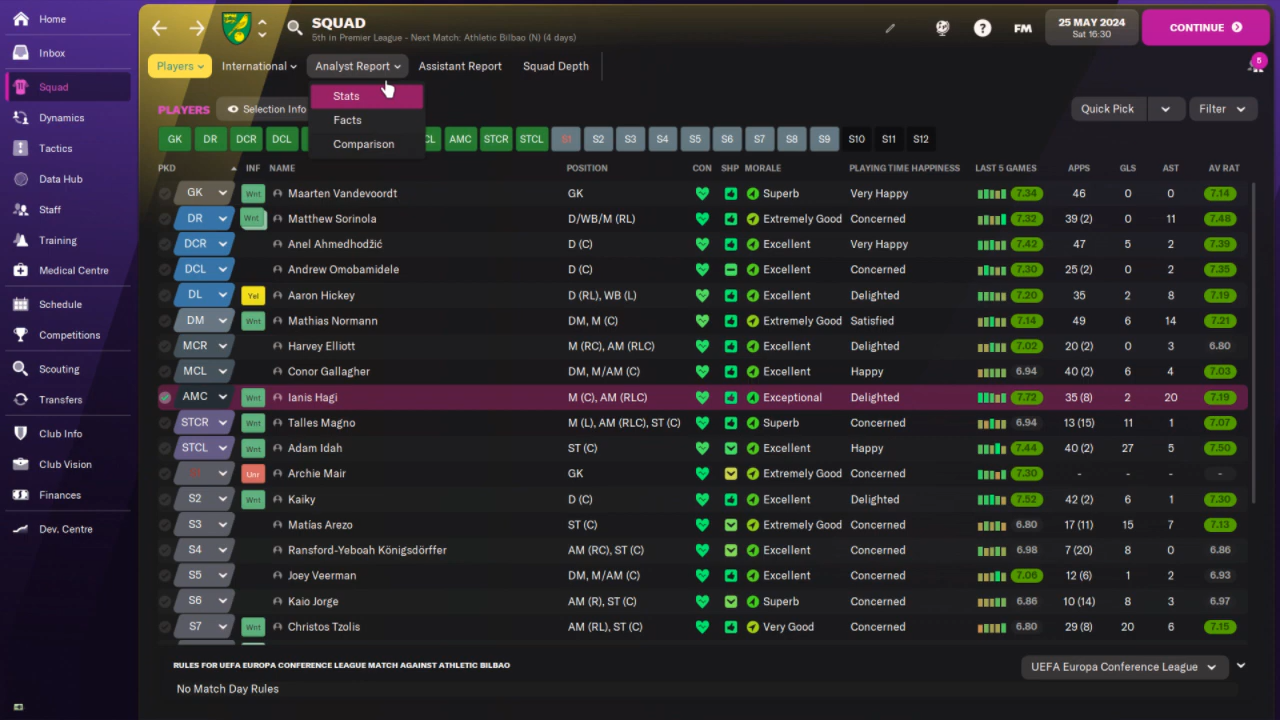 Home
Inbox
Squad
Dynamics
Tactics
Data Hub
Staff
Training
Medical Centre
Schedule
Competitions
Scouting
Transfers
Club Info
Club Vision
Finances
Dev. Centre
SQUAD
5th in Premier League - Next Match: Athletic Bilbao (N) (4 days)
FM
25 MAY 2024
Sat 16:30
CONTINUE
Players International Analyst Report Assistant Report Squad Depth
5
Stats
Facts
Comparison
PLAYERS Selection Info Quick Pick Filter
GK DR DCR DCL CL AMC STCR STCL S1 S2 S3 S4 S5 S6 S7 S8 S9 S10 S11 S12
PKD INF NAME POSITION CON SHP MORALE PLAYING TIME HAPPINESS LAST 5 GAMES APPS GLS AST AV RAT
GK Wnt Maarten Vandevoordt GK Superb Very Happy 7.34 46 0 0 7.14
DR Wnt Matthew Sorinola D/WB/M (RL) Extremely Good Concerned 7.32 39 (2) 0 11 7.48
DCR Anel Ahmedhodžić D (C) Excellent Very Happy 7.42 47 5 2 7.39
DCL Andrew Omobamidele D (C) Excellent Concerned 7.30 25 (2) 0 2 7.35
DL Yel Aaron Hickey D (RL), WB (L) Excellent Delighted 7.20 35 2 8 7.19
DM Wnt Mathias Normann DM, M (C) Extremely Good Satisfied 7.14 49 6 14 7.21
MCR Harvey Elliott M (RC), AM (RLC) Excellent Delighted 7.02 20 (2) 0 3 6.80
MCL Conor Gallagher DM, M/AM (C) Excellent Happy 6.94 40 (2) 6 4 7.03
AMC Wnt Ianis Hagi M (C), AM (RLC) Exceptional Delighted 7.72 35 (8) 2 20 7.19
STCR Wnt Talles Magno M (L), AM (RLC), ST (C) Superb Concerned 6.94 13 (15) 11 1 7.07
STCL Wnt Adam Idah ST (C) Excellent Happy 7.44 40 (2) 27 5 7.50
S1 Unr Archie Mair GK Extremely Good Concerned 7.30 - - - -
S2 Wnt Kaiky D (C) Excellent Delighted 7.52 42 (2) 6 1 7.30
S3 Matías Arezo ST (C) Extremely Good Concerned 6.80 17 (11) 15 7 7.13
S4 Ransford-Yeboah Königsdörffer AM (RC), ST (C) Excellent Concerned 6.98 7 (20) 8 0 6.86
S5 Joey Veerman DM, M/AM (C) Excellent Concerned 7.06 12 (6) 1 2 6.93
S6 Kaio Jorge AM (R), ST (C) Superb Concerned 6.86 10 (14) 8 3 6.97
S7 Wnt Christos Tzolis AM (RL), ST (C) Very Good Concerned 6.80 29 (8) 20 6 7.15
RULES FOR UEFA EUROPA CONFERENCE LEAGUE MATCH AGAINST ATHLETIC BILBAO
UEFA Europa Conference League
No Match Day Rules